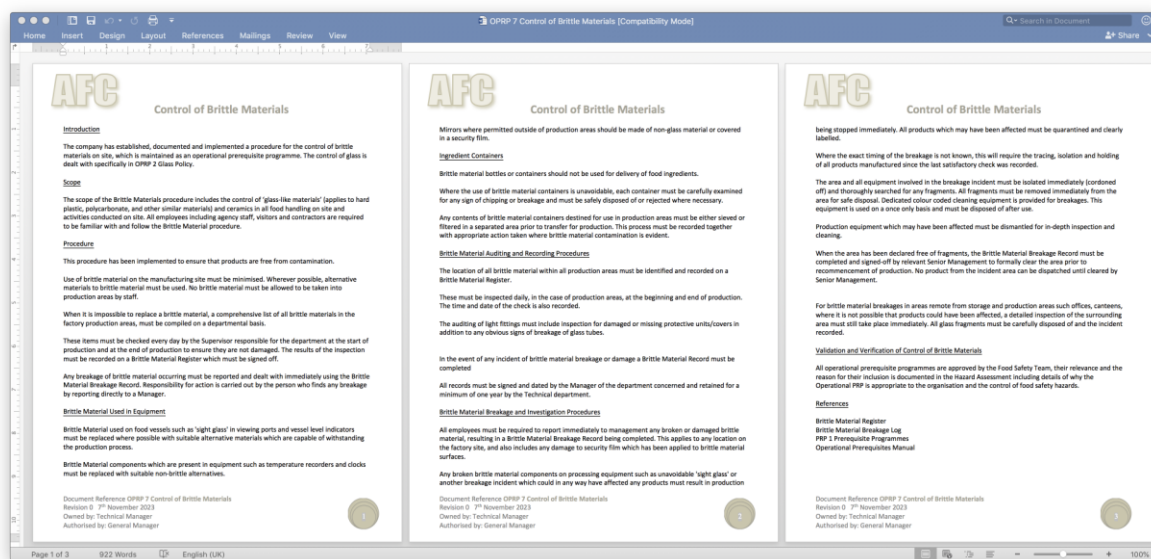 OPRP 7 Control of Brittle Materials [Compatibility Mode]
Search in Document
Home Insert Design Layout References Mailings Review View
Share
AFC
Control of Brittle Materials
Introduction
The company has established, documented and implemented a procedure for the control of brittle
materials on site, which is maintained as an operational prerequisite programme. The control of glass is
dealt with specifically in OPRP 2 Glass Policy.
Scope
The scope of the Brittle Materials procedure includes the control of 'glass-like materials' (applies to hard
plastic, polycarbonate, and other similar materials) and ceramics in all food handling on site and
activities conducted on site. All employees including agency staff, visitors and contractors are required
to be familiar with and follow the Brittle Material procedure.
Procedure
This procedure has been implemented to ensure that products are free from contamination.
Use of brittle material on the manufacturing site must be minimised. Wherever possible, alternative
materials to brittle material must be used. No brittle material must be allowed to be taken into
production areas by staff.
When it is impossible to replace a material, a comprehensive list of all brittle materials in the
factory production areas, must be compiled on a departmental basis.
These items must be checked every day by the Supervisor responsible for the department at the start of
production and at the end of production to ensure they are not damaged. The results of the inspection
must be recorded on a Brittle Material Register which must be signed off.
Any breakage of brittle material occurring must be reported and dealt with immediately using the Brittle
Material Breakage Record. Responsibility for action is carried out by the person who finds any breakage
by reporting directly to a Manager.
Brittle Material Used in Equipment
Brittle Material used on food vessels such as 'sight glass' in viewing ports and vessel level indicators
must be replaced where possible with suitable alternative materials which are capable of withstanding
the production process.
Brittle Material components which are present in equipment such as temperature recorders and clocks
must be replaced with suitable non-brittle alternatives.
Document Reference OPRP 7 Control of Brittle Materials
Revision 0 7th November 2023
Owned by: Technical Manager
Authorised by: General Manager
1
AFC
Control of Brittle Materials
Mirrors where permitted outside of production areas should be made of non-glass material or covered
in a security film.
Ingredient Containers
Brittle material bottles or containers should not be used for delivery of food ingredients.
Where the use of brittle material containers is unavoidable, each container must be carefully examined
for any sign of chipping or breakage and must be safely disposed of or rejected where necessary.
Any contents of brittle material containers destined for use in production areas must be either sieved or
filtered in a separated area prior to transfer for production. This process must be recorded together
with appropriate action taken where brittle material contamination is evident.
Brittle Material Auditing and Recording Procedures
The location of all brittle material within all production areas must be identified and recorded on a
Brittle Material Register.
These must be inspected daily, in the case of production areas, at the beginning and end of production.
The time and date of the check is also recorded.
The auditing of light fittings must include inspection for damaged or missing protective units/covers in
addition to any obvious signs of breakage of glass tubes.
In the event of any incident of brittle material breakage or damage a Brittle Material Record must be
completed
All records must be signed and dated by the Manager of the department concerned and retained for a
minimum of one year by the Technical department.
Brittle Material Breakage and Investigation Procedures
All employees must be required to report immediately to management any broken or damaged brittle
material, resulting in a Brittle Material Breakage Record being completed. This applies to any location on
the factory site, and also includes any damage to security film which has been applied to brittle material
surfaces.
Any broken brittle material components on processing equipment such as unavoidable 'sight glass' or
another breakage incident which could in any way have affected any products must result in production
Document Reference OPRP 7 Control of Brittle Materials
Revision 0 7th November 2023
Owned by: Technical Manager
Authorised by: General Manager
2
AFC
Control of Brittle Materials
being stopped immediately. All products which may have been affected must be quarantined and clearly
labelled.
Where the exact timing of the breakage is not known, this will require the tracing, isolation and holding
of all products manufactured since the last satisfactory check was recorded.
The area and all equipment involved in the breakage incident must be isolated immediately (cordoned
off) and thoroughly searched for any fragments. All fragments must be removed immediately from the
area for safe disposal. Dedicated colour coded cleaning equipment is provided for breakages. This
equipment is used on a once only basis and must be disposed of after use.
Production equipment which may have been affected must be dismantled for in-depth inspection and
cleaning.
When the area has been declared free of fragments, the Brittle Material Breakage Record must be
completed and signed-off by relevant Senior Management to formally clear the area prior to
recommencement of production. No product from the incident area can be dispatched until cleared by
Senior Management.
For brittle material breakages in areas remote from storage and production areas such offices, canteens,
where it is not possible that products could have been affected, a detailed inspection of the surrounding
area must still take place immediately. All glass fragments must be carefully disposed of and the incident
recorded.
Validation and Verification of Control of Brittle Materials
All operational prerequisite programmes are approved by the Food Safety Team, their relevance and the
reason for their inclusion is documented in the Hazard Assessment including details of why the
Operational PRP is appropriate to the organisation and the control of food safety hazards.
References
Brittle Material Register
Brittle Material Breakage Log
PRP 1 Prerequisite Programmes
Operational Prerequisites Manual
Document Reference OPRP 7 Control of Brittle Materials
Revision 0 7th November 2023
Owned by: Technical Manager
Authorised by: General Manager
3
Page 1 of 3 922 Words English (UK) 100%